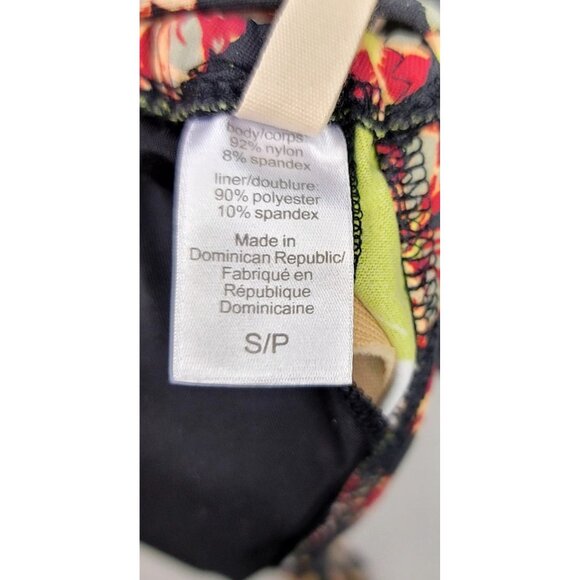 body/corps:
92% nylon
8% spandex
liner/doublure:
90% polyester
10% spandex
Made in
Dominican Republic/
Fabriqué en
République
Dominicaine
S/P